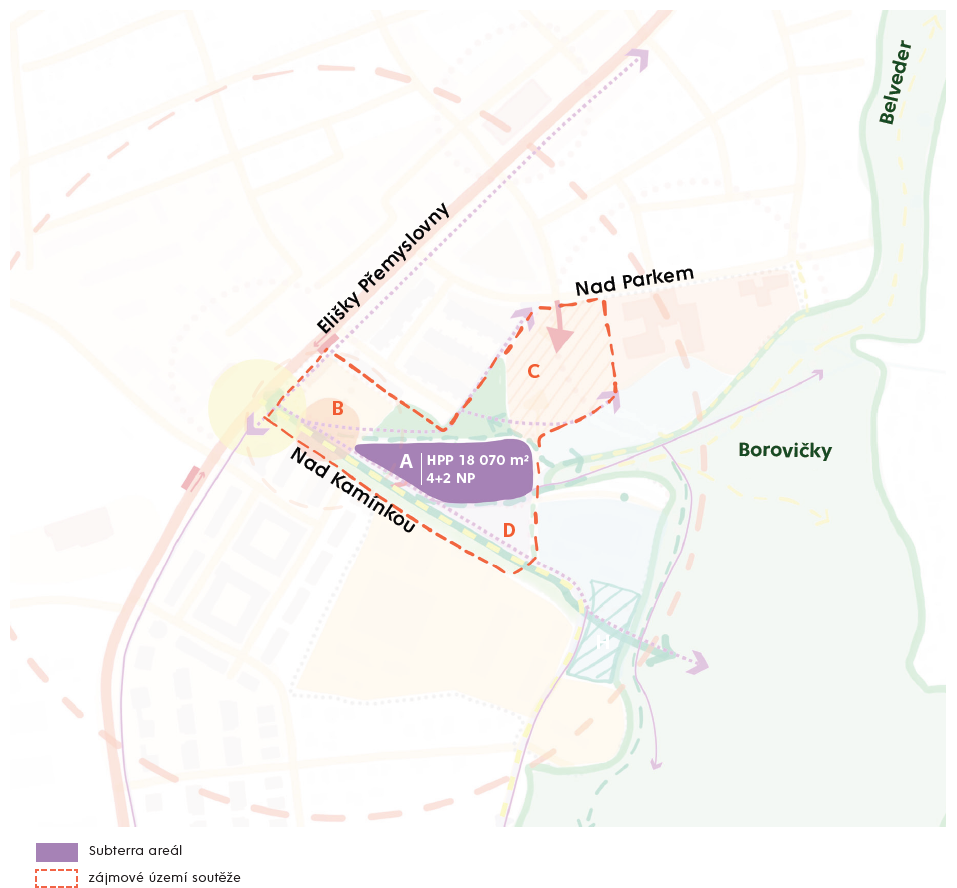 Belveder
Elišky Přemyslovny
Nad Parkem
C
B
A
HPP 18 070 m²
4+2 NP
Borovičky
Nad Kamínkou
D
H
Subterra areál
zájmové území soutěže